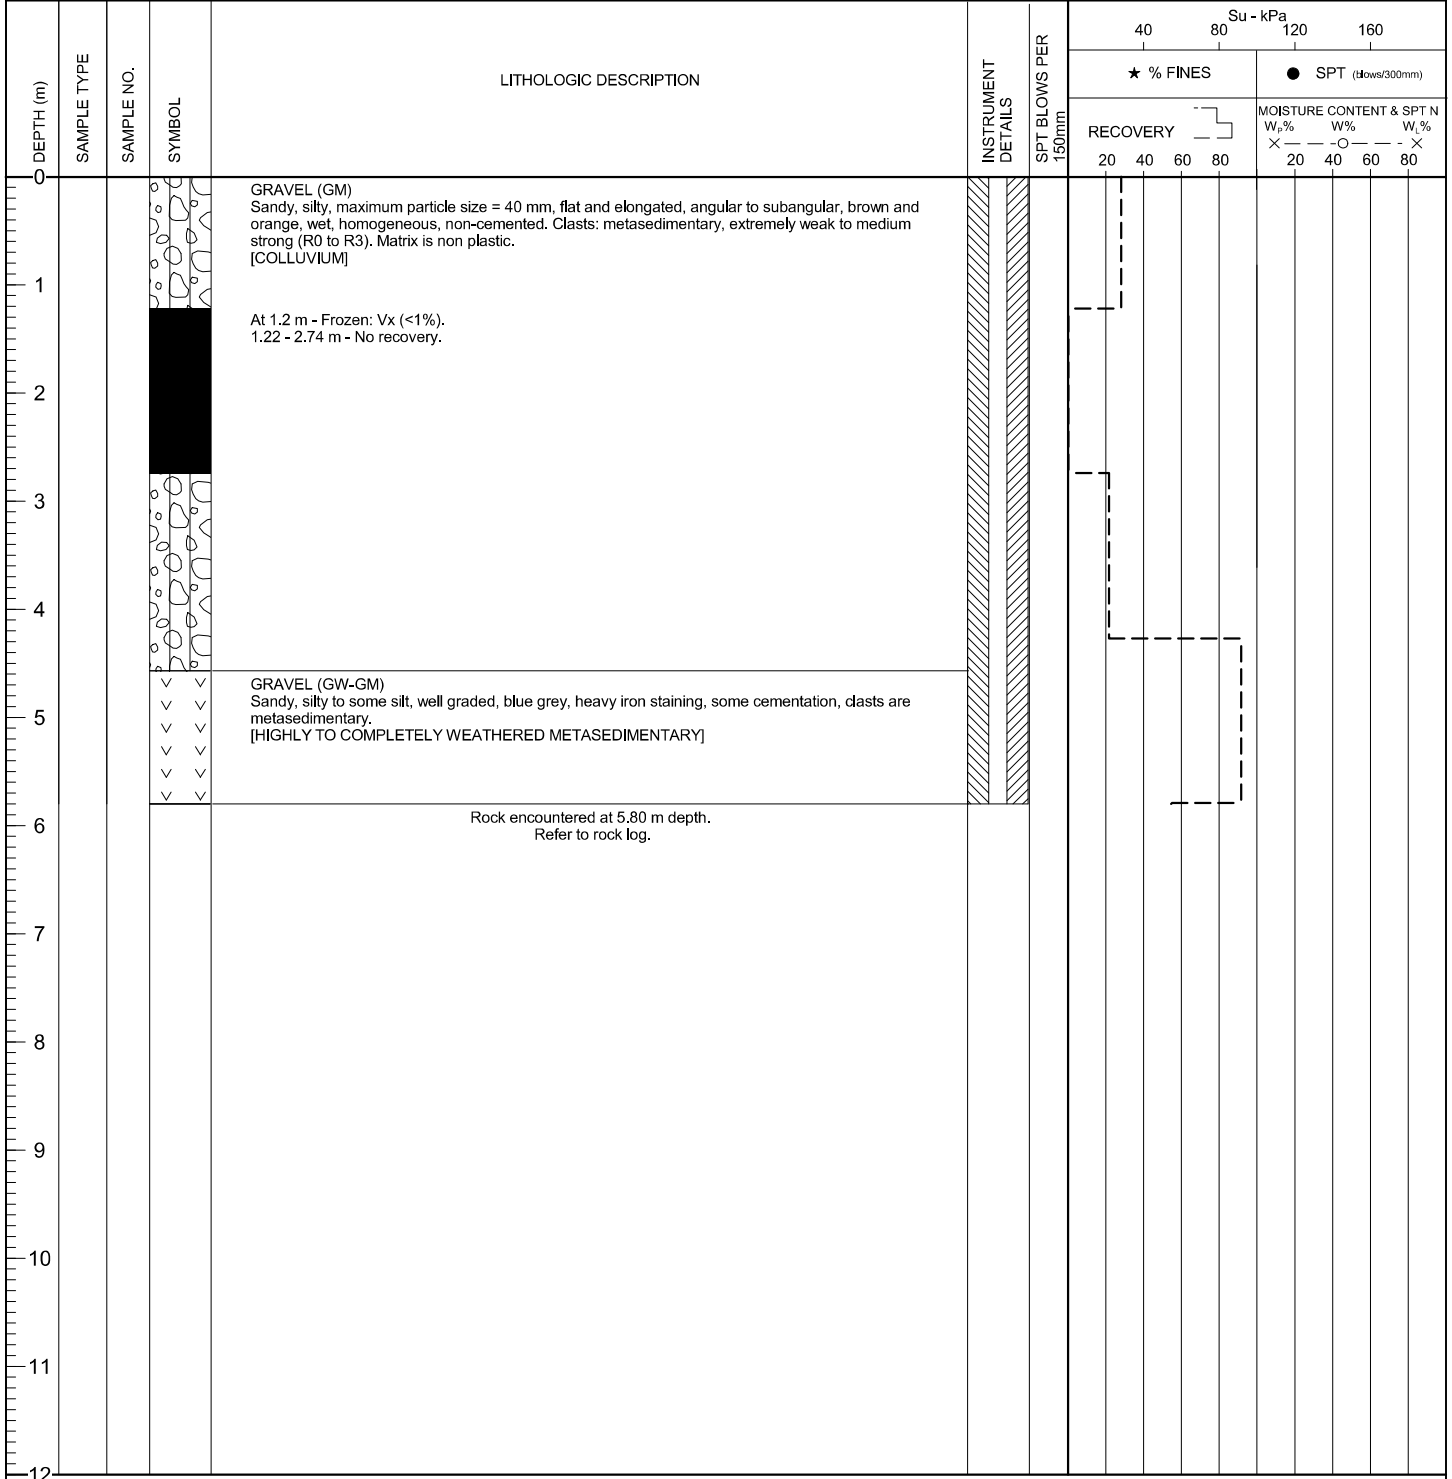 DEPTH (m)
SAMPLE TYPE
SAMPLE NO.
SYMBOL
LITHOLOGIC DESCRIPTION
INSTRUMENT
DETAILS
SPT BLOWS PER
150mm
Su - kPa
40 80 120 160
★ % FINES
● SPT (blows/300mm)
RECOVERY
MOISTURE CONTENT & SPT N
WP% W% WL%
20 40 60 80 20 40 60 80
0
GRAVEL (GM)
Sandy, silty, maximum particle size = 40 mm, flat and elongated, angular to subangular, brown and
orange, wet, homogeneous, non-cemented. Clasts: metasedimentary, extremely weak to medium
strong (R0 to R3). Matrix is non plastic.
[COLLUVIUM]
1
At 1.2 m - Frozen: Vx (<1%).
1.22 - 2.74 m - No recovery.
2
3
4
GRAVEL (GW-GM)
Sandy, silty to some silt, well graded, blue grey, heavy iron staining, some cementation, clasts are
metasedimentary.
[HIGHLY TO COMPLETELY WEATHERED METASEDIMENTARY]
5
Rock encountered at 5.80 m depth.
Refer to rock log.
6
7
8
9
10
11
12